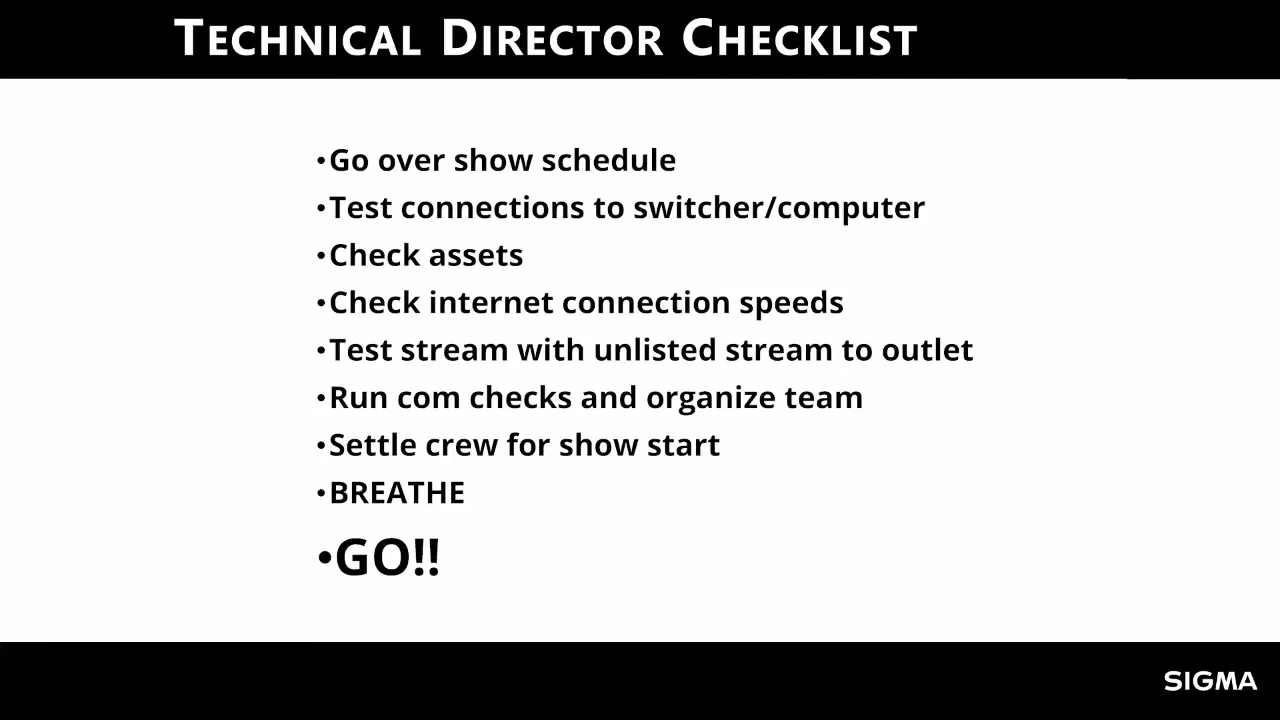 TECHNICAL DIRECTOR CHECKLIST
•Go over show schedule
•Test connections to switcher/computer
•Check assets
•Check internet connection speeds
•Test stream with unlisted stream to outlet
•Run com checks and organize team
•Settle crew for show start
•BREATHE
•GO!!
SIGMA